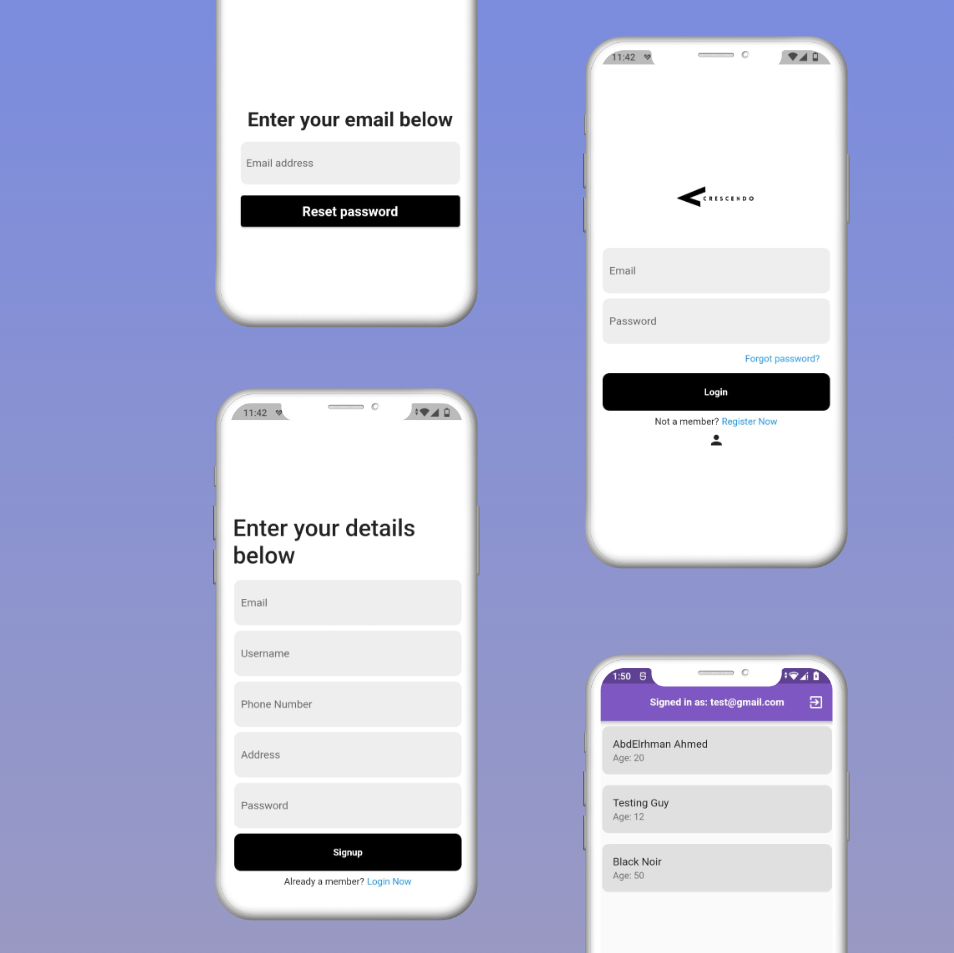 Enter your email below
Email address
Reset password
11:42
CRESCENDO
Email
Password
Forgot password?
Login
Not a member? Register Now
11:42
Enter your details
below
Email
Username
Phone Number
Address
Password
Signup
Already a member? Login Now
1:50
Signed in as: test@gmail.com
AbdElrhman Ahmed
Age: 20
Testing Guy
Age: 12
Black Noir
Age: 50